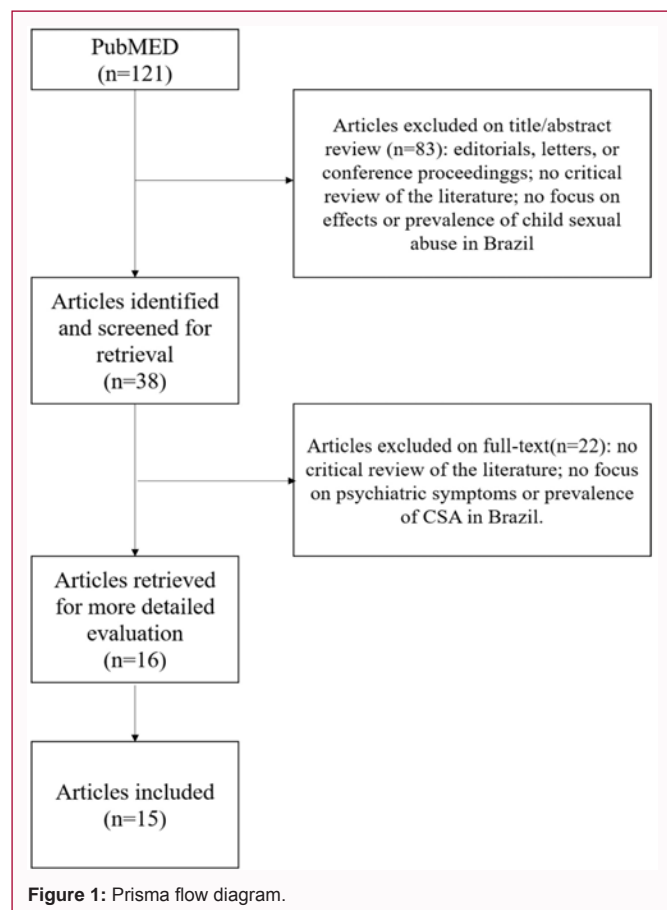 PubMED
(n=121)
Articles excluded on title/abstract
review (n=83): editorials, letters, or
conference proceedinggs; no critical
review of the literature; no focus on
effects or prevalence of child sexual
abuse in Brazil
Articles identified
and screened for
retrieval
(n=38)
Articles excluded on full-text(n=22): no
critical review of the literature; no focus
on psychiatric symptoms or prevalence
of CSA in Brazil.
Articles retrieved
for more detailed
evaluation
(n=16)
Articles included
(n=15)
Figure 1: Prisma flow diagram.